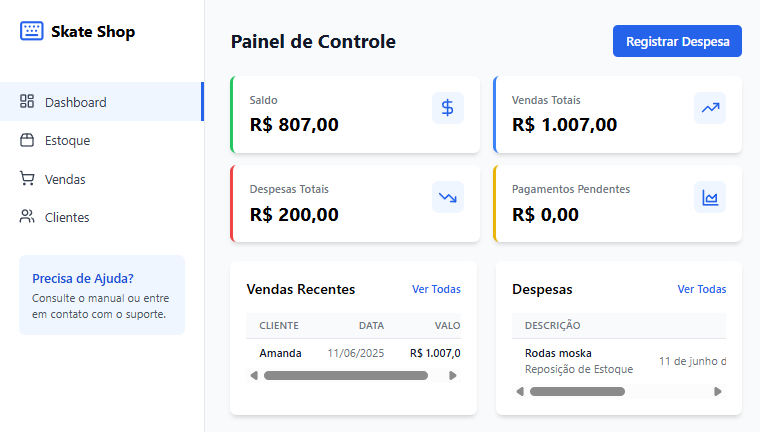 Skate Shop
Dashboard
Estoque
Vendas
Clientes
Precisa de Ajuda?
Consulte o manual ou entre
em contato com o suporte.
Painel de Controle
Registrar Despesa
Saldo
R$ 807,00
Vendas Totais
R$ 1.007,00
Despesas Totais
R$ 200,00
Pagamentos Pendentes
R$ 0,00
Vendas Recentes
Ver Todas
CLIENTE DATA VALO
Amanda 11/06/2025 R$ 1.007,0
Despesas
Ver Todas
DESCRIÇÃO
Rodas moska
Reposição de Estoque
11 de junho d